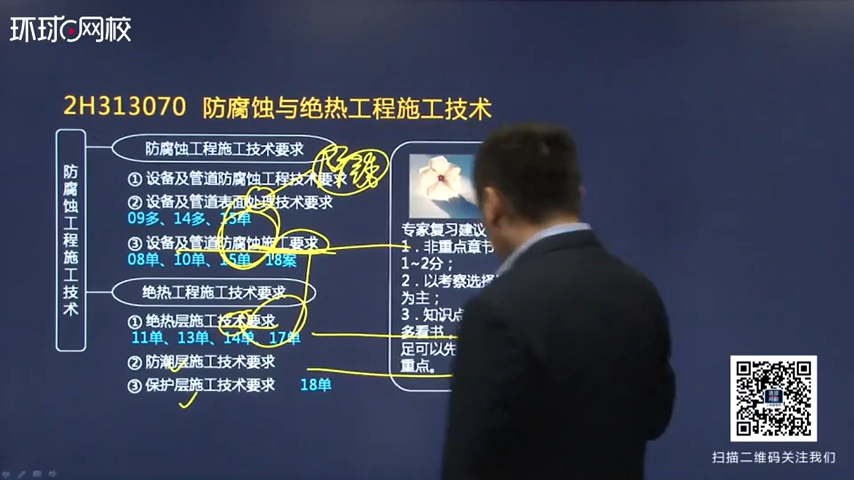 环球网校
2H313070 防腐蚀与绝热工程施工技术
防腐蚀工程施工技术
防腐蚀工程施工技术要求
①设备及管道防腐蚀工程技术要求
②设备及管道表面处理技术要求
09多、14多、15单
③设备及管道防腐蚀施工要求
08单、10单、15单 18案
绝热工程施工技术要求
①绝热层施工技术要求
11单、13单、14单 17单
②防潮层施工技术要求
③保护层施工技术要求 18单
专家复习建议
1．非重点章节
1~2分；
2．以考察选择
为主；
3．知识点
多看书，
足可以先
重点。
扫描二维码关注我们